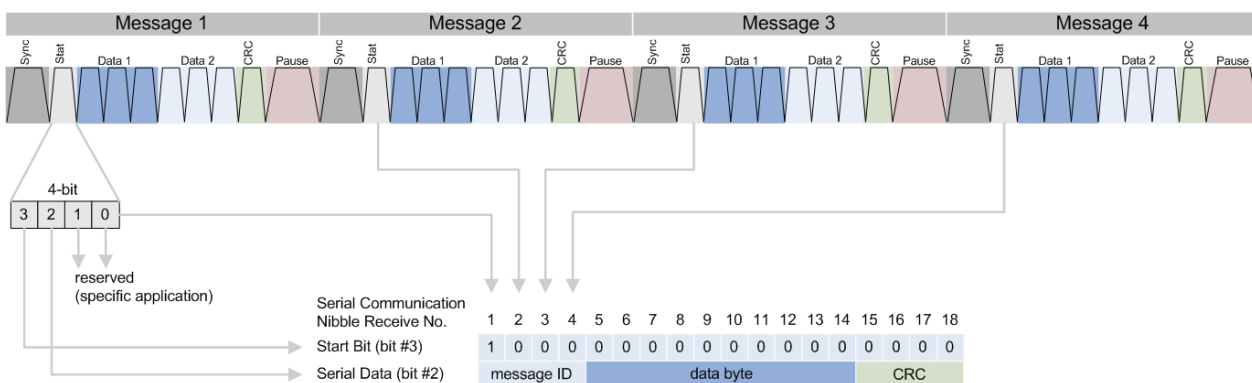 Message 1 Message 2 Message 3 Message 4
Sync Stat Data 1 Data 2 CRC Pause Sync Stat Data 1 Data 2 CRC Pause Sync Stat Data 1 Data 2 CRC Pause Sync Stat Data 1 Data 2 CRC Pause
4-bit
3 2 1 0
reserved
(specific application)
Serial Communication
Nibble Receive No. 1 2 3 4 5 6 7 8 9 10 11 12 13 14 15 16 17 18
Start Bit (bit #3) 1 0 0 0 0 0 0 0 0 0 0 0 0 0 0 0 0 0
Serial Data (bit #2) message ID data byte CRC